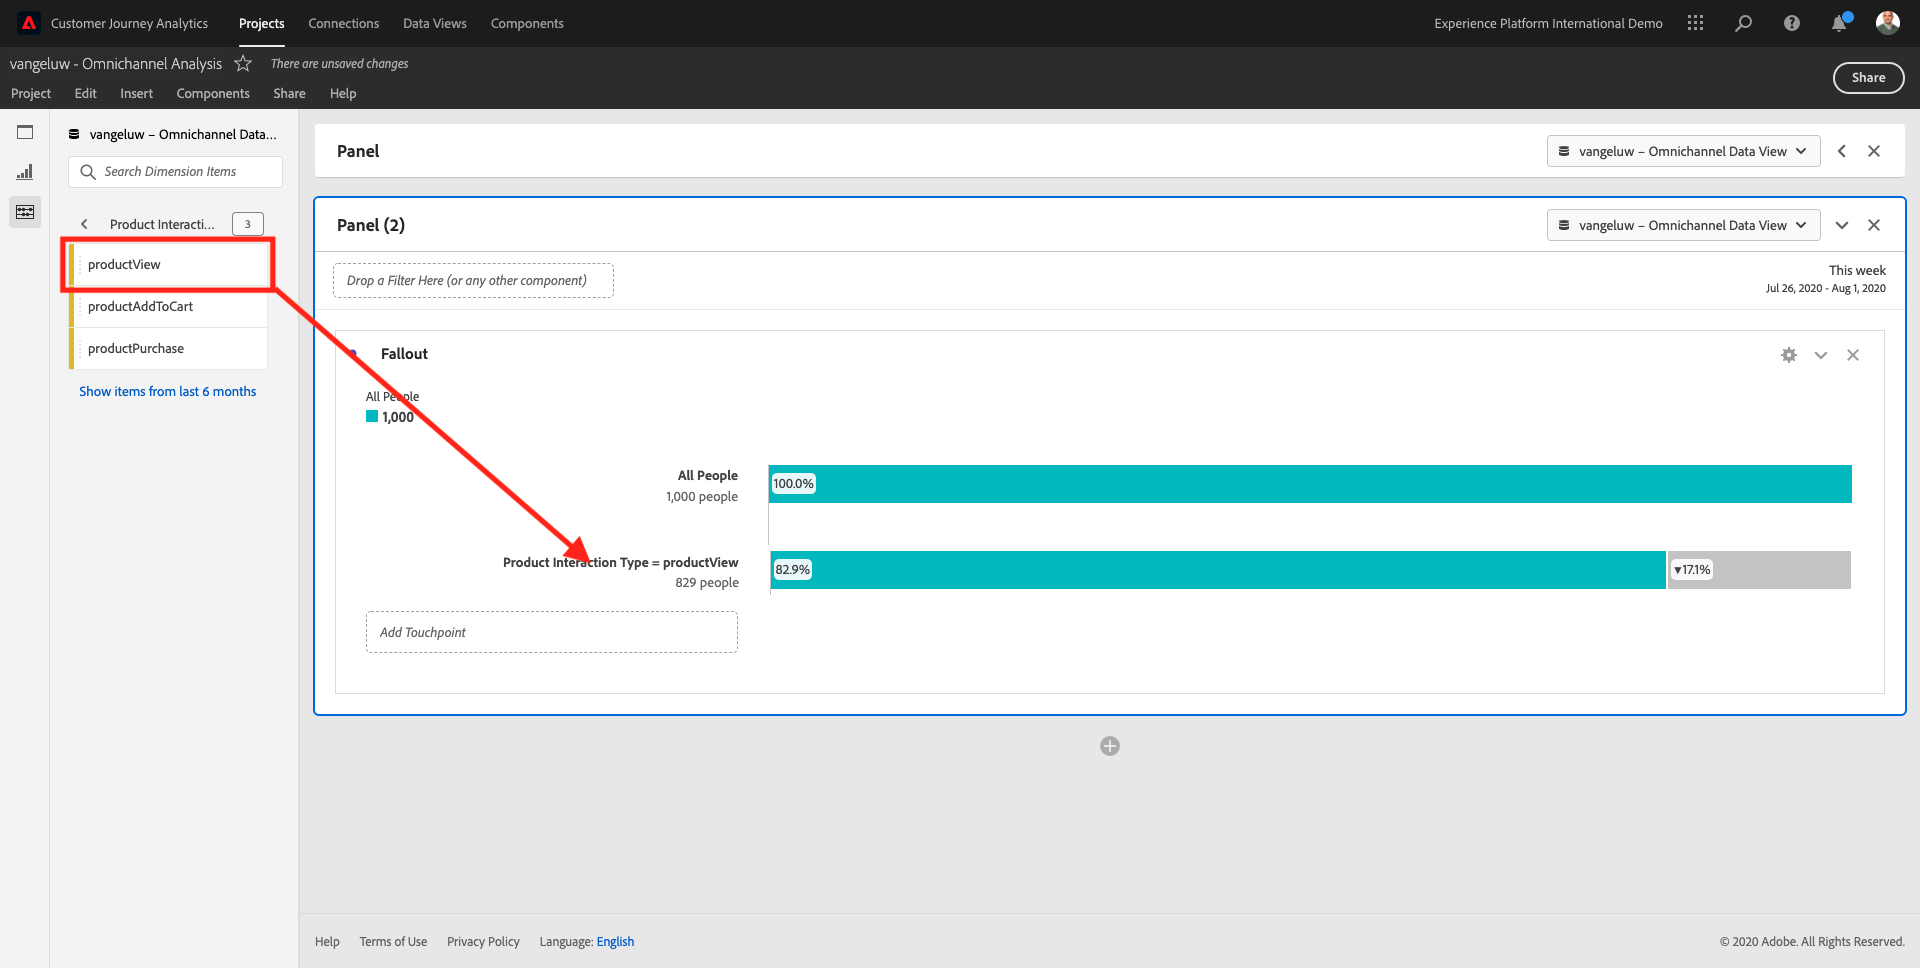 Customer Journey Analytics
Projects
Connections
Data Views
Components
Experience Platform International Demo
vangeluw - Omnichannel Analysis
There are unsaved changes
Project
Edit
Insert
Components
Share
Help
Share
vangeluw – Omnichannel Data...
Search Dimension Items
Product Interacti...
3
productView
productAddToCart
productPurchase
Show items from last 6 months
Panel
vangeluw – Omnichannel Data View
Panel (2)
vangeluw – Omnichannel Data View
Drop a Filter Here (or any other component)
This week
Jul 26, 2020 - Aug 1, 2020
Fallout
All People
1,000
All People
1,000 people
100.0%
Product Interaction Type = productView
829 people
82.9%
▾17.1%
Add Touchpoint
Help
Terms of Use
Privacy Policy
Language: English
© 2020 Adobe. All Rights Reserved.